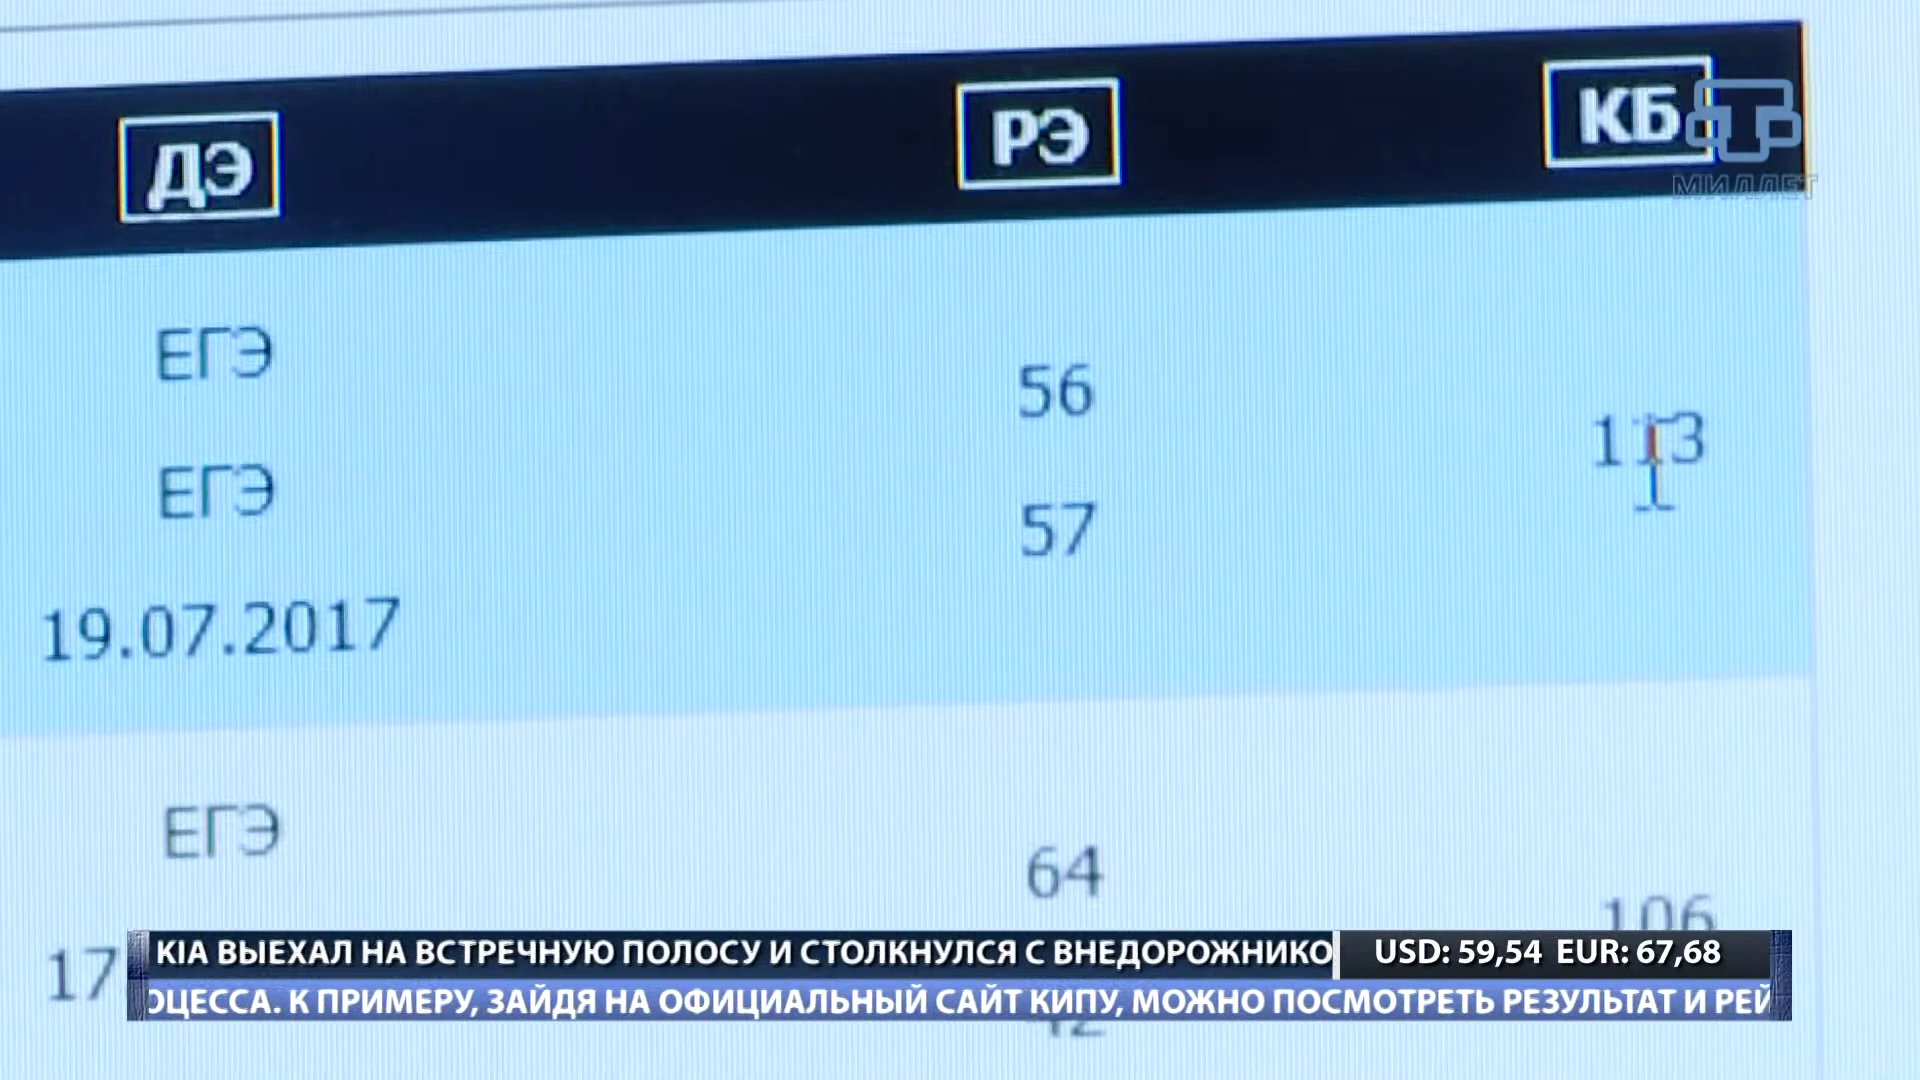 ДЭ РЭ КБ
МИЛЛЕТ
ЕГЭ
56
113
ЕГЭ
57
19.07.2017
ЕГЭ
64
106
17
42
KIA ВЫЕХАЛ НА ВСТРЕЧНУЮ ПОЛОСУ И СТОЛКНУЛСЯ С ВНЕДОРОЖНИКО USD: 59,54 EUR: 67,68
ОЦЕССА. К ПРИМЕРУ, ЗАЙДЯ НА ОФИЦИАЛЬНЫЙ САЙТ КИПУ, МОЖНО ПОСМОТРЕТЬ РЕЗУЛЬТАТ И РЕЙ